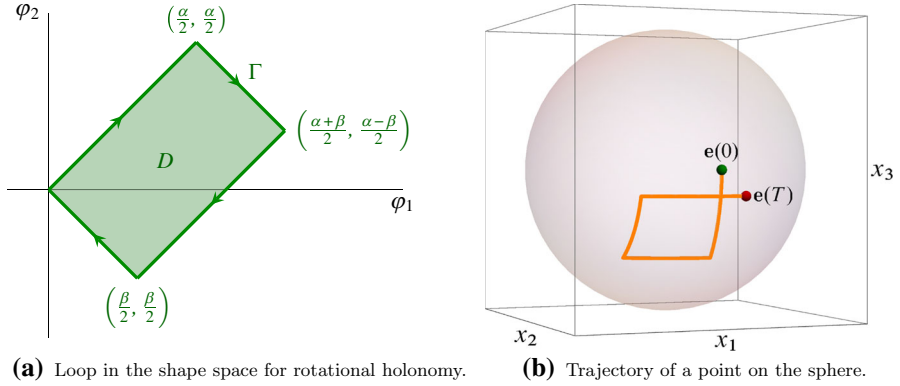 φ₂
(α/2, α/2)
Γ
((α+β)/2, (α−β)/2)
D
φ₁
(β/2, β/2)
e(0)
e(T)
x₃
x₂
x₁
(a) Loop in the shape space for rotational holonomy.
(b) Trajectory of a point on the sphere.